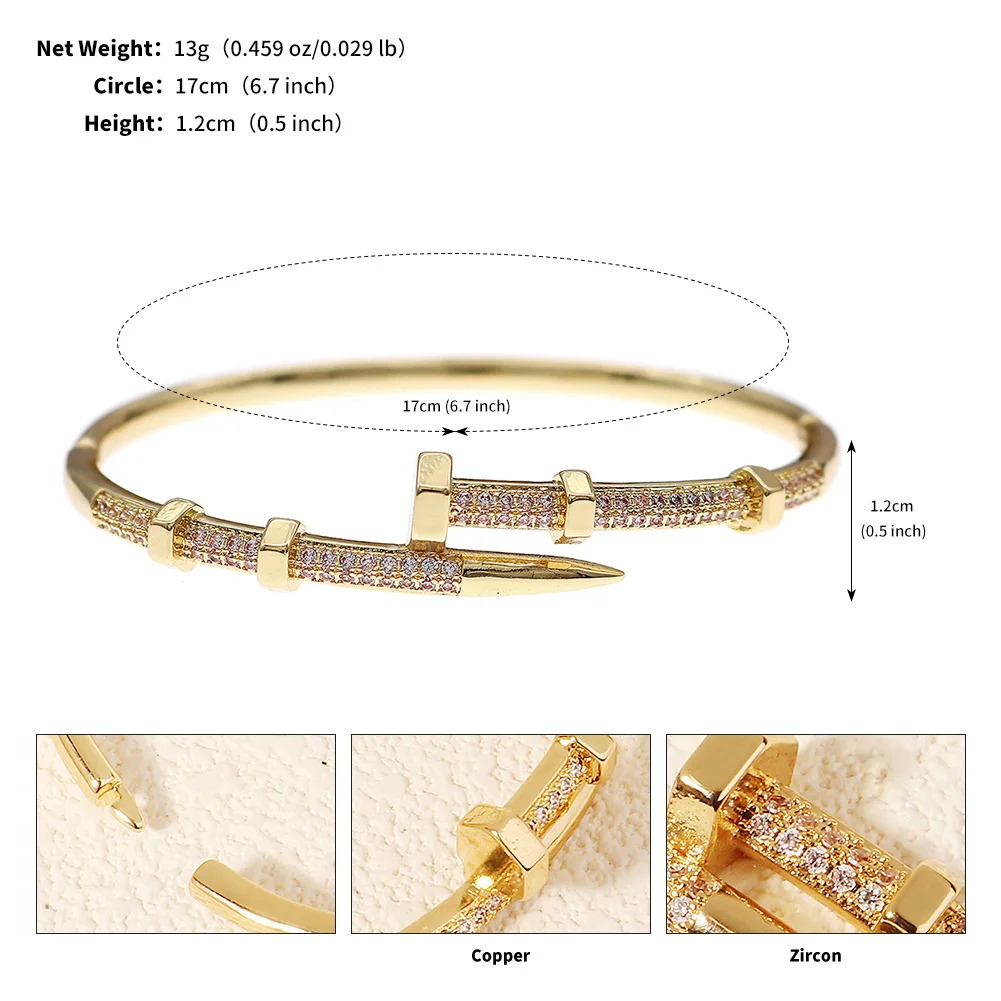 Net Weight: 13g（0.459 oz/0.029 lb）
Circle: 17cm（6.7 inch）
Height: 1.2cm（0.5 inch）
17cm (6.7 inch)
1.2cm
(0.5 inch)
Copper
Zircon